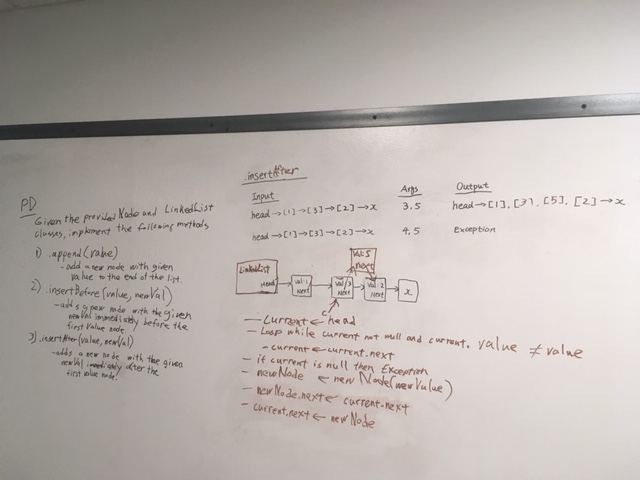 PD
Given the provided Node and LinkedList
classes, implement the following methods
1) .append(value)
- add a new node with given
value to the end of the list.
2) .insertBefore(value, newVal)
- adds a new node with the given
newVal immediately before the
first value node.
3) .insertAfter(value, newVal)
- adds a new node with the given
newVal immediately after the
first value node.
.insertAfter
Input Args Output
head→[1]→[3]→[2]→x 3,5 head→[1], [3], [5], [2]→x
head→[1]→[3]→[2]→x 4,5 Exception
Val:5
next
LinkedList
Head
Val:1
Next
Val:3
Next
Val:2
Next
X
C
- Current ← head
- Loop while current not null and current.value ≠ value
- current ← current.next
- if current is null then Exception
- newNode ← new Node(newValue)
- newNode.next ← current.next
- current.next ← newNode